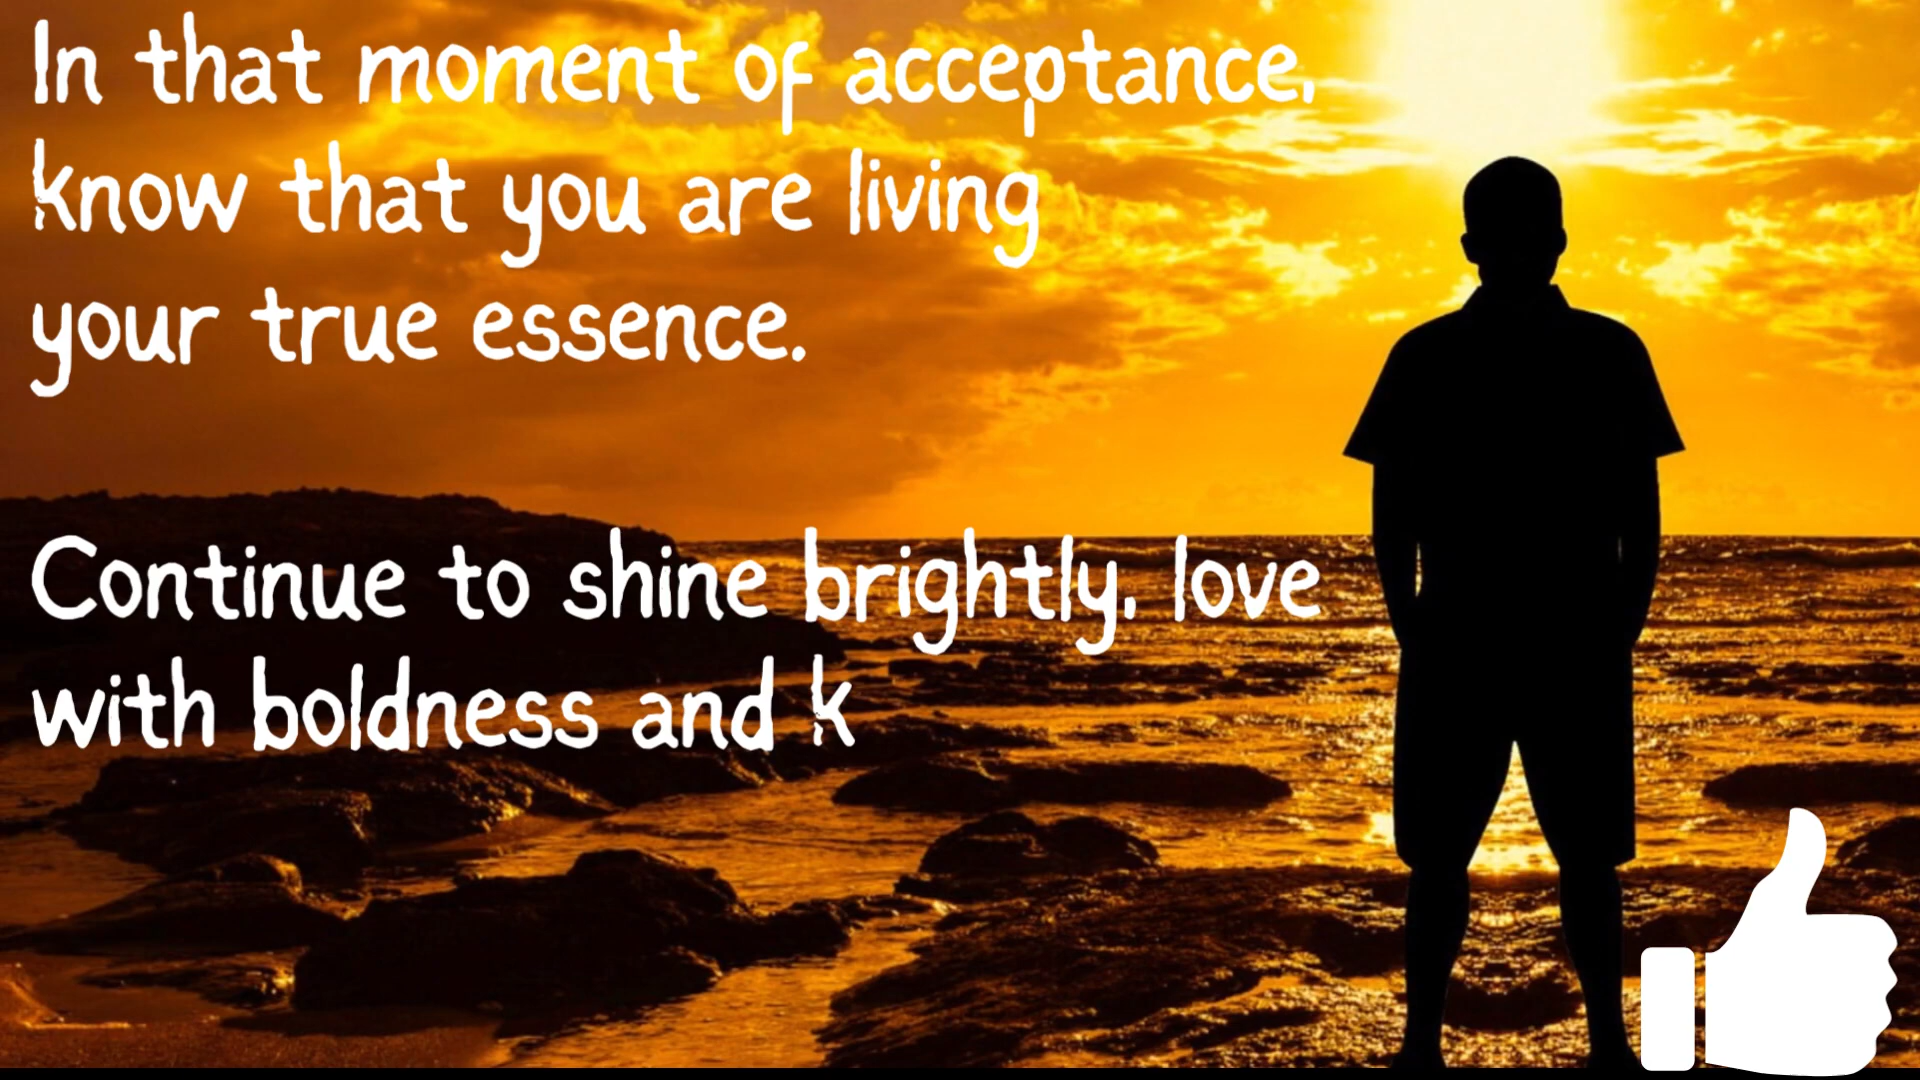 In that moment of acceptance,
know that you are living
your true essence.
Continue to shine brightly, love
with boldness and k